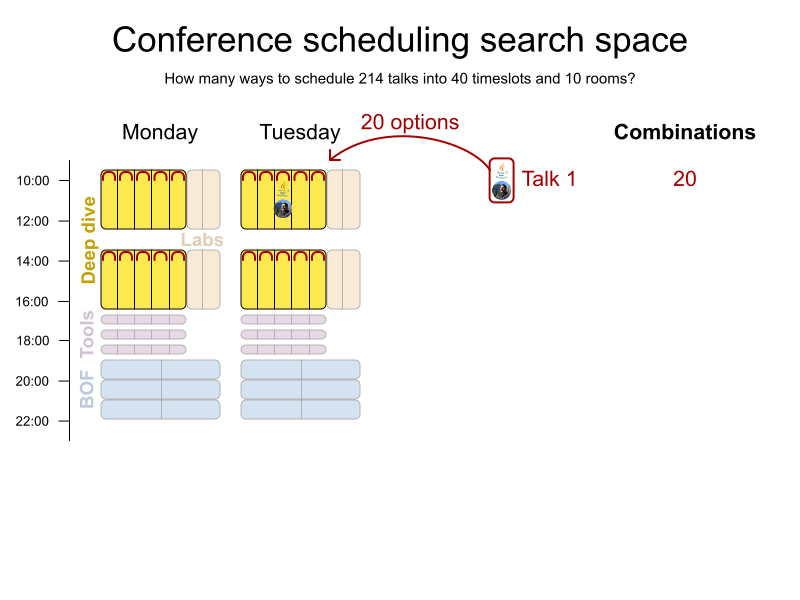 Conference scheduling search space
How many ways to schedule 214 talks into 40 timeslots and 10 rooms?
Monday
Tuesday
20 options
Combinations
Talk 1
20
10:00
12:00
14:00
16:00
18:00
20:00
22:00
Deep dive
Labs
Tools
BOF